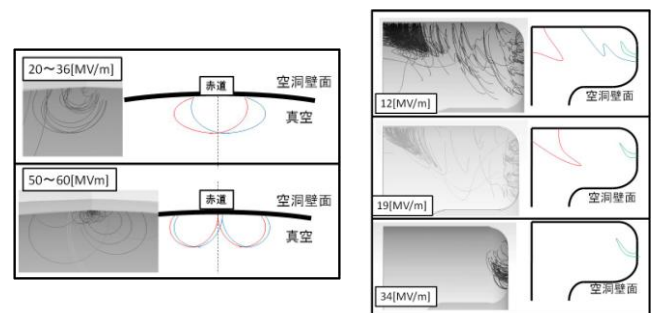 20～36[MV/m]
赤道
空洞壁面
真空
50～60[MVm]
赤道
空洞壁面
真空
12[MV/m]
空洞壁面
19[MV/m]
空洞壁面
34[MV/m]
空洞壁面